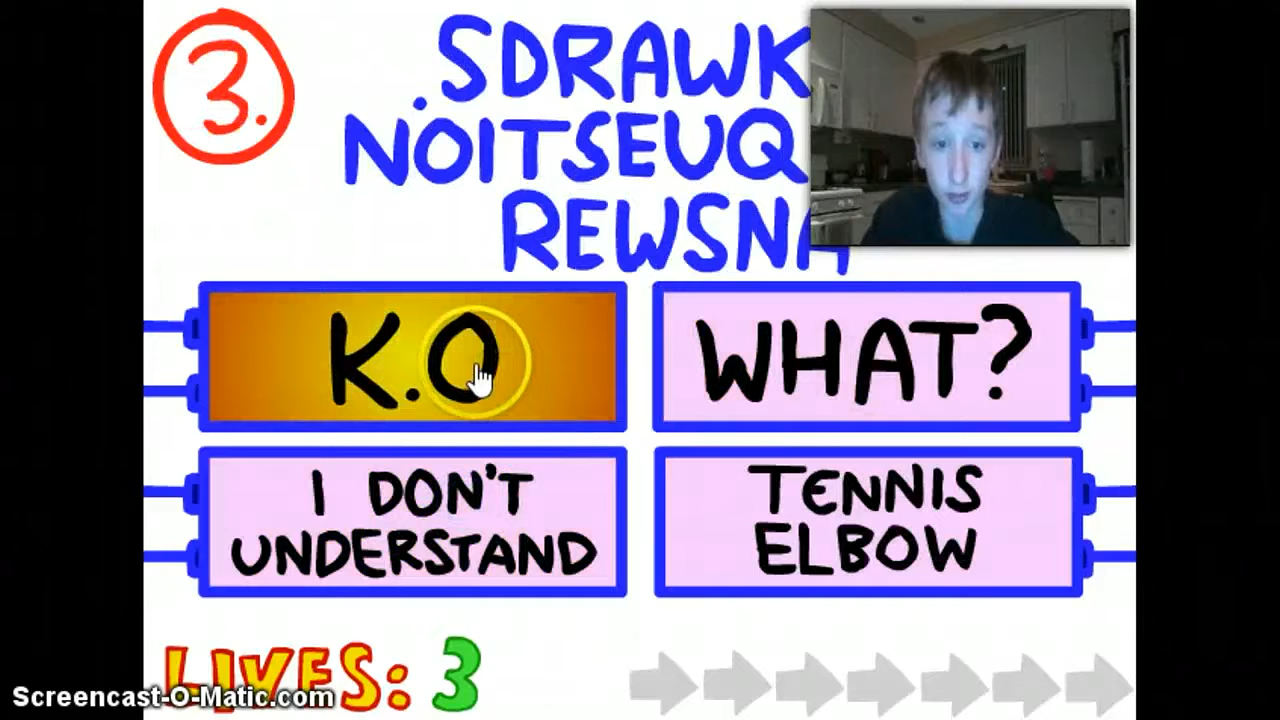 3.
SDRAWK
.NOITSEUQ
REWSNA
K.O
WHAT?
I DON'T
UNDERSTAND
TENNIS
ELBOW
LIVES: 3
Screencast-O-Matic.com